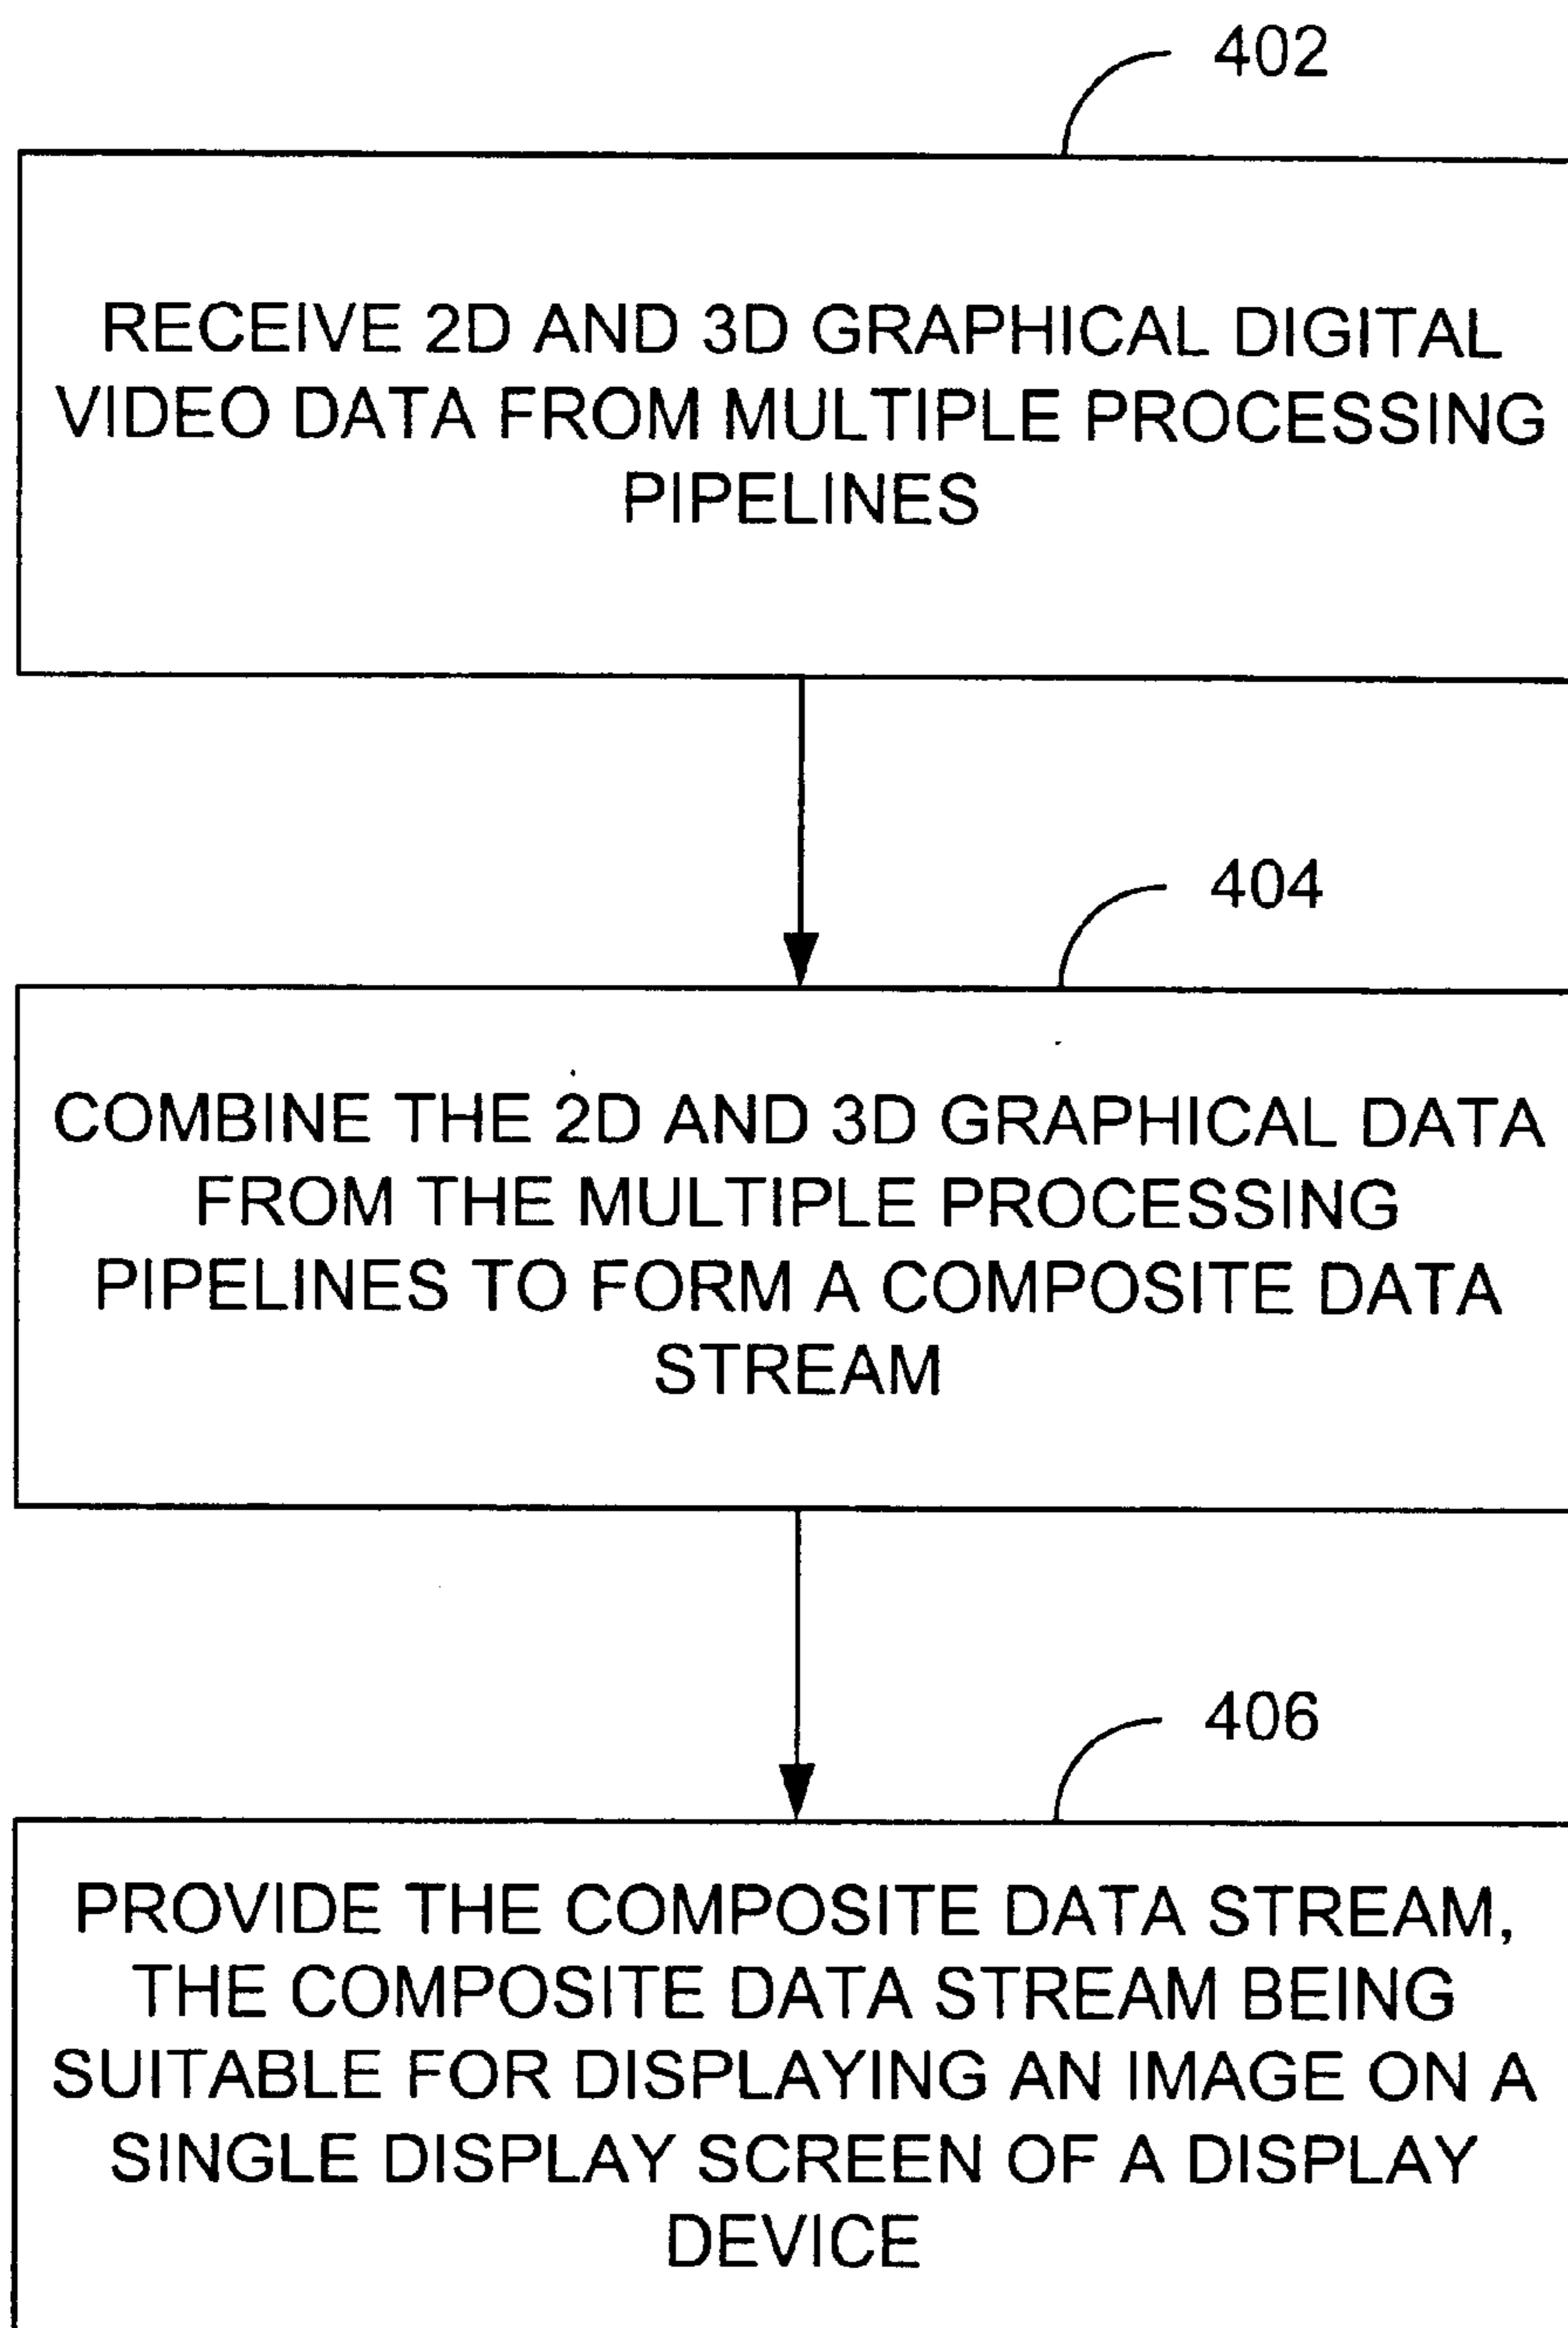 402
RECEIVE 2D AND 3D GRAPHICAL DIGITAL
VIDEO DATA FROM MULTIPLE PROCESSING
PIPELINES
404
COMBINE THE 2D AND 3D GRAPHICAL DATA
FROM THE MULTIPLE PROCESSING
PIPELINES TO FORM A COMPOSITE DATA
STREAM
406
PROVIDE THE COMPOSITE DATA STREAM,
THE COMPOSITE DATA STREAM BEING
SUITABLE FOR DISPLAYING AN IMAGE ON A
SINGLE DISPLAY SCREEN OF A DISPLAY
DEVICE